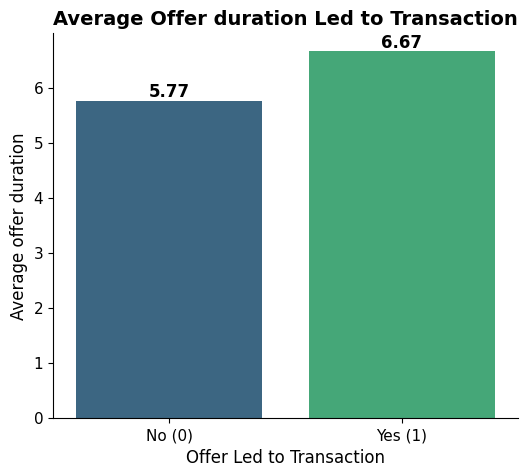 Average Offer duration Led to Transaction
6.67
5.77
6
5
4
3
2
1
0
Average offer duration
No (0)
Yes (1)
Offer Led to Transaction